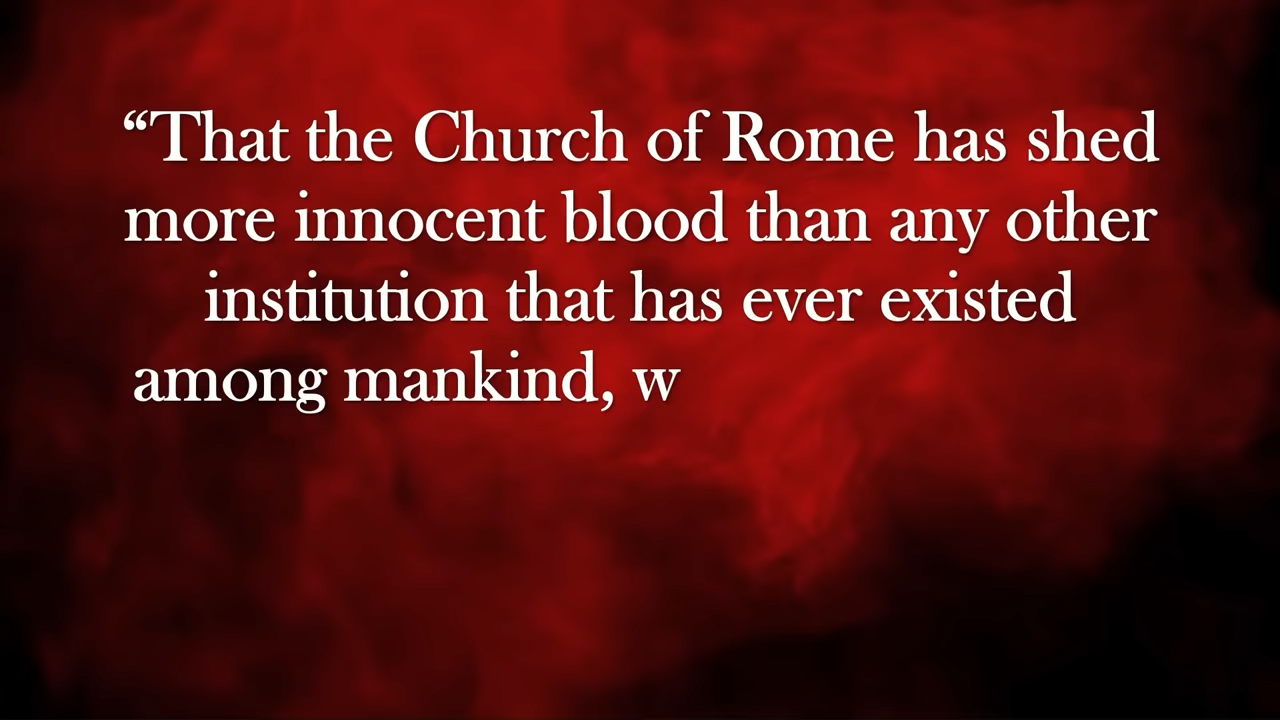 “That the Church of Rome has shed
more innocent blood than any other
institution that has ever existed
among mankind, w